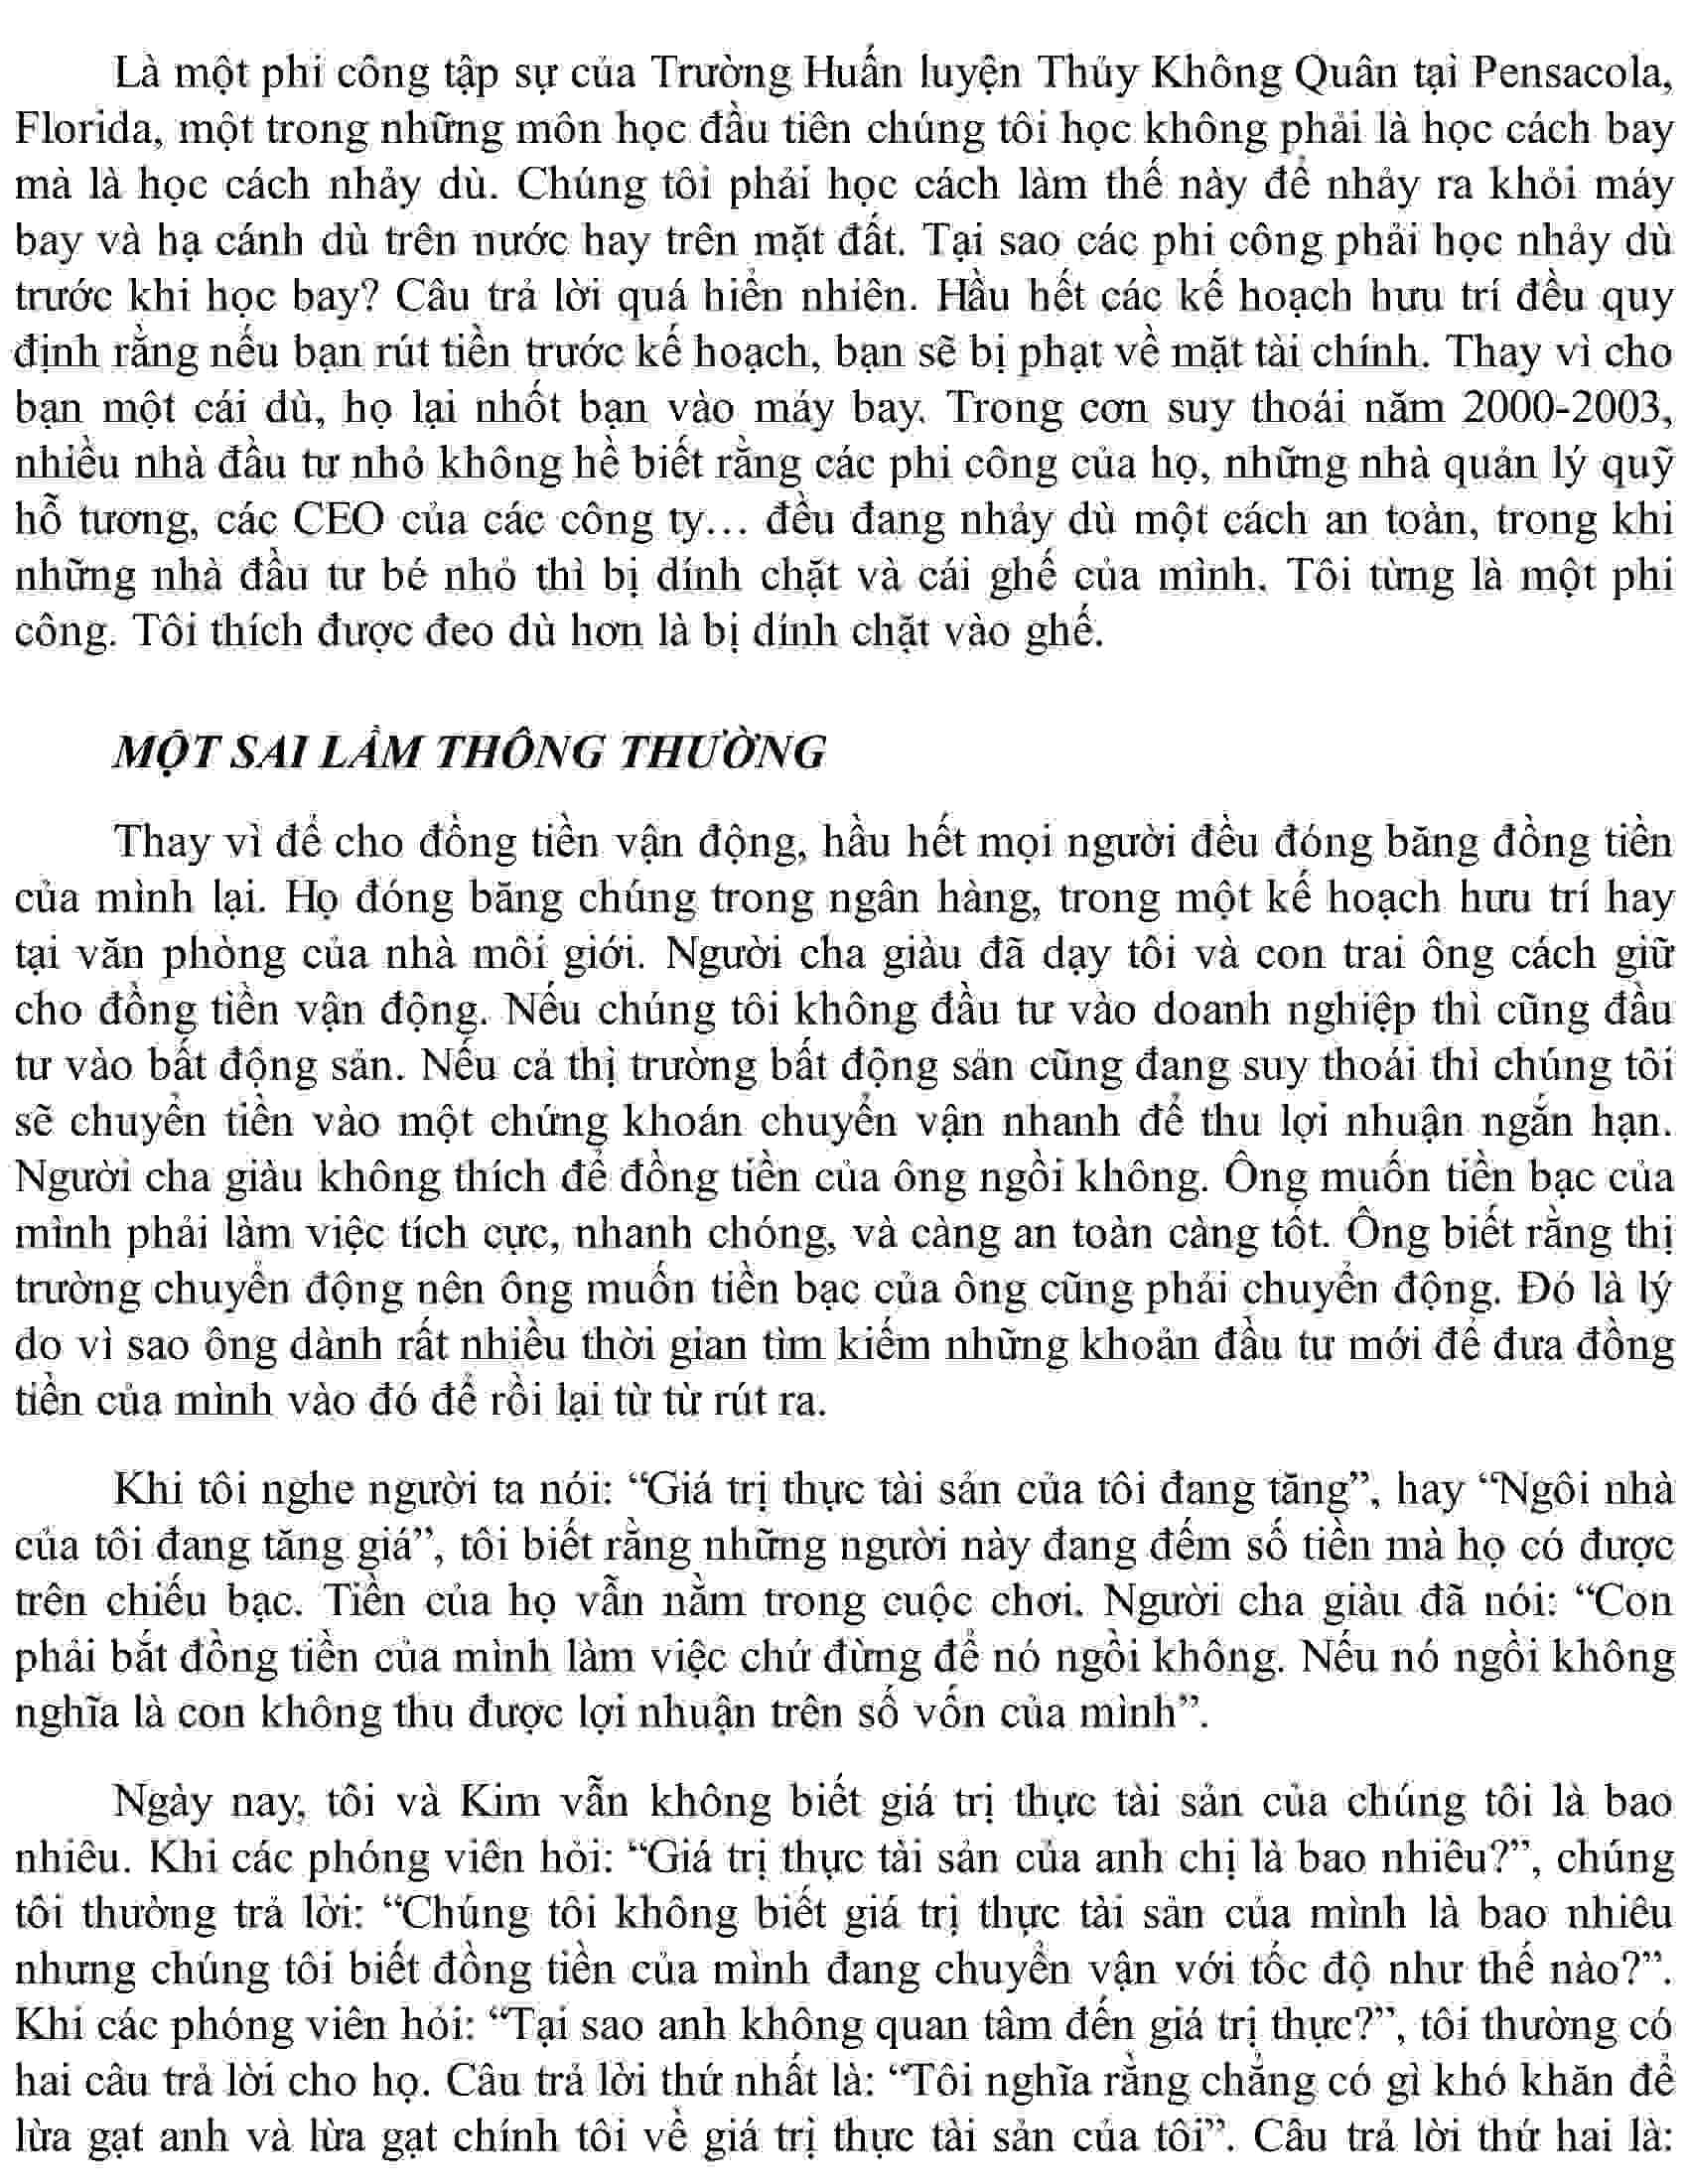 Là một phi công tập sự của Trường Huấn luyện Thủy Không Quân tại Pensacola,
Florida, một trong những môn học đầu tiên chúng tôi học không phải là học cách bay
mà là học cách nhảy dù. Chúng tôi phải học cách làm thế này để nhảy ra khỏi máy
bay và hạ cánh dù trên nước hay trên mặt đất. Tại sao các phi công phải học nhảy dù
trước khi học bay? Câu trả lời quá hiển nhiên. Hầu hết các kế hoạch hưu trí đều quy
định rằng nếu bạn rút tiền trước kế hoạch, bạn sẽ bị phạt về mặt tài chính. Thay vì cho
bạn một cái dù, họ lại nhốt bạn vào máy bay. Trong cơn suy thoái năm 2000-2003,
nhiều nhà đầu tư nhỏ không hề biết rằng các phi công của họ, những nhà quản lý quỹ
hỗ tương, các CEO của các công ty… đều đang nhảy dù một cách an toàn, trong khi
những nhà đầu tư bé nhỏ thì bị dính chặt và cái ghế của mình. Tôi từng là một phi
công. Tôi thích được đeo dù hơn là bị dính chặt vào ghế.
MỘT SAI LẦM THÔNG THƯỜNG
Thay vì để cho đồng tiền vận động, hầu hết mọi người đều đóng băng đồng tiền
của mình lại. Họ đóng băng chúng trong ngân hàng, trong một kế hoạch hưu trí hay
tại văn phòng của nhà môi giới. Người cha giàu đã dạy tôi và con trai ông cách giữ
cho đồng tiền vận động. Nếu chúng tôi không đầu tư vào doanh nghiệp thì cũng đầu
tư vào bất động sản. Nếu cả thị trường bất động sản cũng đang suy thoái thì chúng tôi
sẽ chuyển tiền vào một chứng khoán chuyển vận nhanh để thu lợi nhuận ngắn hạn.
Người cha giàu không thích để đồng tiền của ông ngồi không. Ông muốn tiền bạc của
mình phải làm việc tích cực, nhanh chóng, và càng an toàn càng tốt. Ông biết rằng thị
trường chuyển động nên ông muốn tiền bạc của ông cũng phải chuyển động. Đó là lý
do vì sao ông dành rất nhiều thời gian tìm kiếm những khoản đầu tư mới để đưa đồng
tiền của mình vào đó để rồi lại từ từ rút ra.
Khi tôi nghe người ta nói: “Giá trị thực tài sản của tôi đang tăng”, hay “Ngôi nhà
của tôi đang tăng giá”, tôi biết rằng những người này đang đếm số tiền mà họ có được
trên chiếu bạc. Tiền của họ vẫn nằm trong cuộc chơi. Người cha giàu đã nói: “Con
phải bắt đồng tiền của mình làm việc chứ đừng để nó ngồi không. Nếu nó ngồi không
nghĩa là con không thu được lợi nhuận trên số vốn của mình”.
Ngày nay, tôi và Kim vẫn không biết giá trị thực tài sản của chúng tôi là bao
nhiêu. Khi các phóng viên hỏi: “Giá trị thực tài sản của anh chị là bao nhiêu?”, chúng
tôi thường trả lời: “Chúng tôi không biết giá trị thực tài sản của mình là bao nhiêu
nhưng chúng tôi biết đồng tiền của mình đang chuyển vận với tốc độ như thế nào?”.
Khi các phóng viên hỏi: “Tại sao anh không quan tâm đến giá trị thực?”, tôi thường có
hai câu trả lời cho họ. Câu trả lời thứ nhất là: “Tôi nghĩa rằng chẳng có gì khó khăn để
lừa gạt anh và lừa gạt chính tôi về giá trị thực tài sản của tôi”. Câu trả lời thứ hai là: